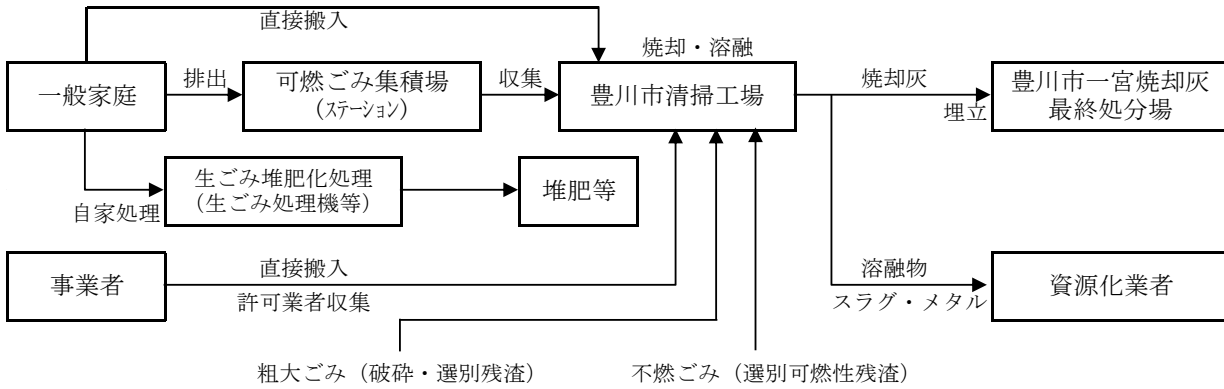 直接搬入
焼却・溶融
一般家庭
排出
可燃ごみ集積場
(ｽﾃｰｼｮﾝ)
収集
豊川市清掃工場
焼却灰
埋立
豊川市一宮焼却灰
最終処分場
自家処理
生ごみ堆肥化処理
(生ごみ処理機等)
堆肥等
事業者
直接搬入
許可業者収集
溶融物
スラグ・メタル
資源化業者
粗大ごみ（破砕・選別残渣）
不燃ごみ（選別可燃性残渣）